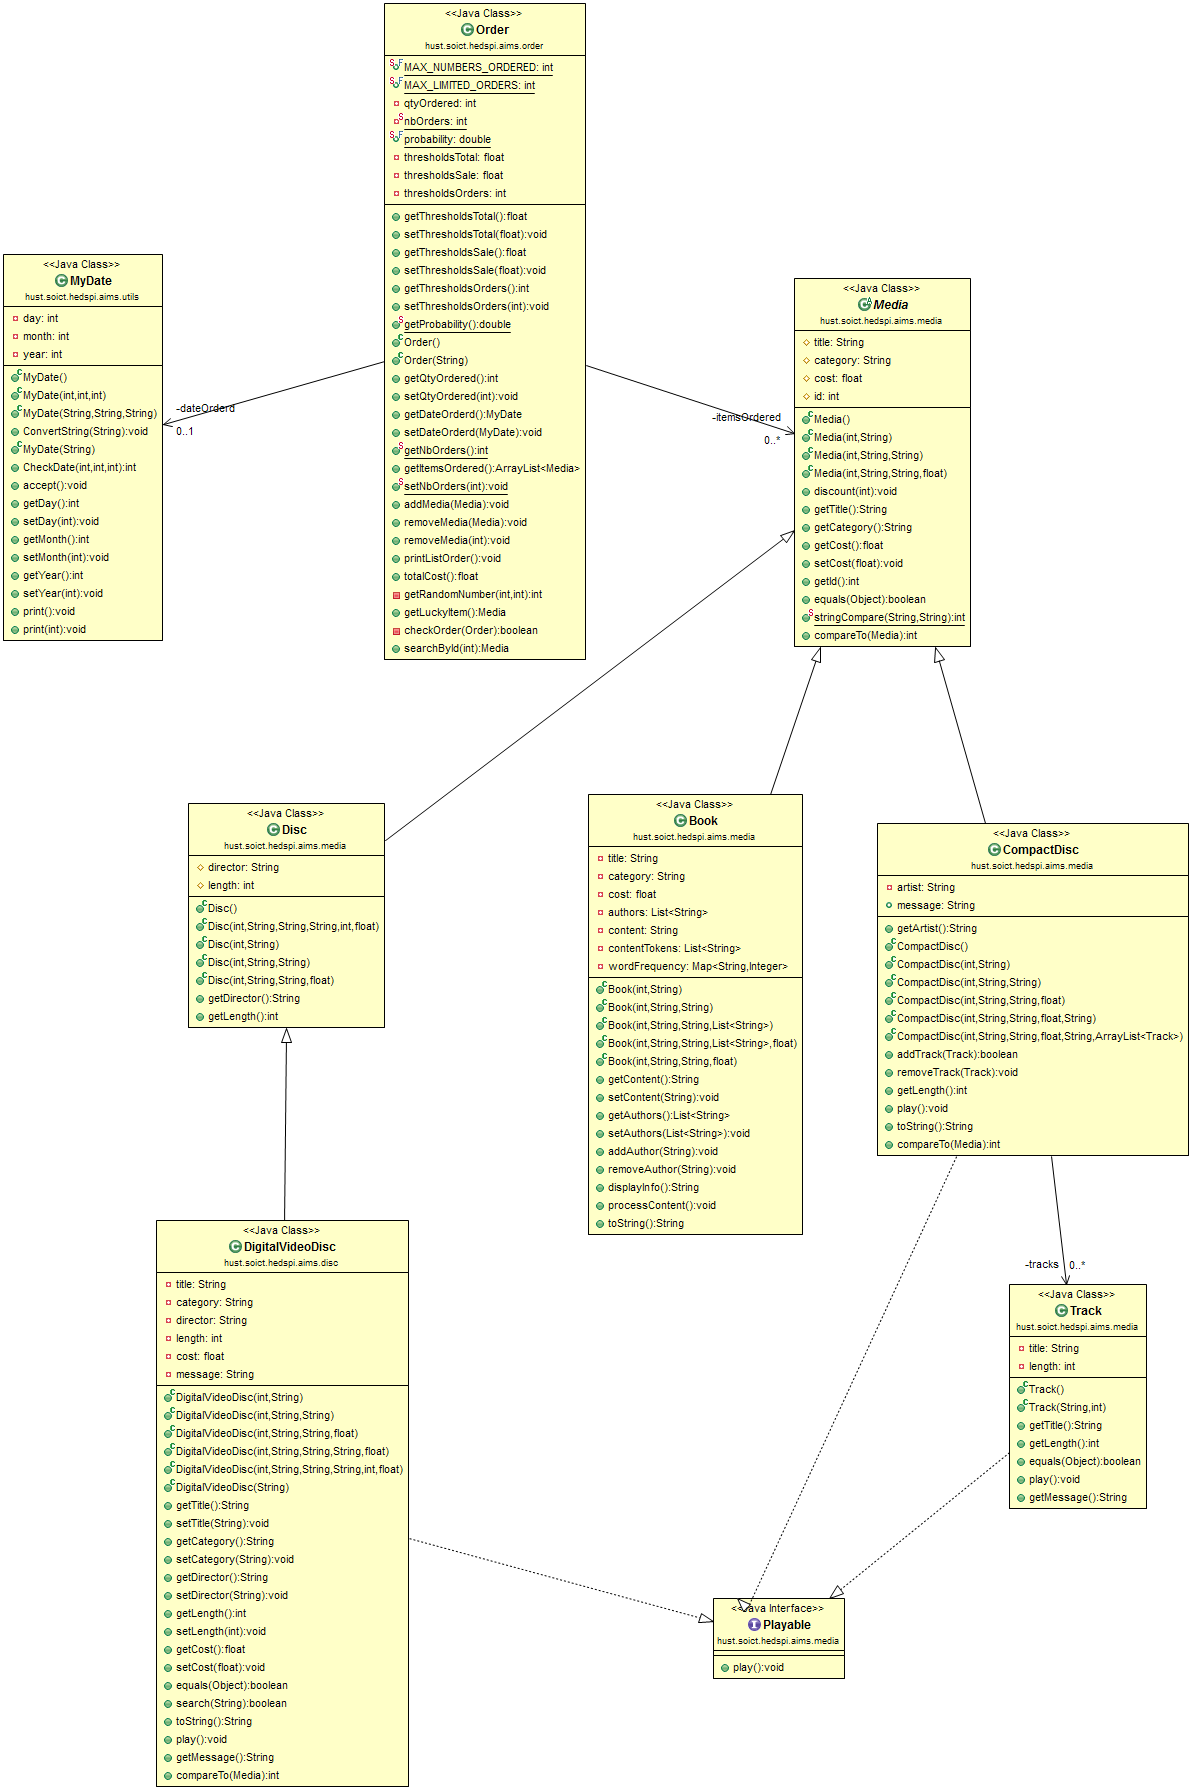 <<Java Class>>
Order
hust.soict.hedspi.aims.order
MAX_NUMBERS_ORDERED: int
MAX_LIMITED_ORDERS: int
qtyOrdered: int
nbOrders: int
probability: double
thresholdsTotal: float
thresholdsSale: float
thresholdsOrders: int
getThresholdsTotal():float
setThresholdsTotal(float):void
getThresholdsSale():float
setThresholdsSale(float):void
getThresholdsOrders():int
setThresholdsOrders(int):void
getProbability():double
Order()
Order(String)
getQtyOrdered():int
setQtyOrdered(int):void
getDateOrderd():MyDate
setDateOrderd(MyDate):void
getNbOrders():int
getItemsOrdered():ArrayList<Media>
setNbOrders(int):void
addMedia(Media):void
removeMedia(Media):void
removeMedia(int):void
printListOrder():void
totalCost():float
getRandomNumber(int,int):int
getLuckyItem():Media
checkOrder(Order):boolean
searchById(int):Media
<<Java Class>>
MyDate
hust.soict.hedspi.aims.utils
day: int
month: int
year: int
MyDate()
MyDate(int,int,int)
MyDate(String,String,String)
ConvertString(String):void
MyDate(String)
CheckDate(int,int,int):int
accept():void
getDay():int
setDay(int):void
getMonth():int
setMonth(int):void
getYear():int
setYear(int):void
print():void
print(int):void
-dateOrderd
0..1
-itemsOrdered
0..*
<<Java Class>>
Media
hust.soict.hedspi.aims.media
title: String
category: String
cost: float
id: int
Media()
Media(int,String)
Media(int,String,String)
Media(int,String,String,float)
discount(int):void
getTitle():String
getCategory():String
getCost():float
setCost(float):void
getId():int
equals(Object):boolean
stringCompare(String,String):int
compareTo(Media):int
<<Java Class>>
Disc
hust.soict.hedspi.aims.media
director: String
length: int
Disc()
Disc(int,String,String,String,int,float)
Disc(int,String)
Disc(int,String,String)
Disc(int,String,String,float)
getDirector():String
getLength():int
<<Java Class>>
Book
hust.soict.hedspi.aims.media
title: String
category: String
cost: float
authors: List<String>
content: String
contentTokens: List<String>
wordFrequency: Map<String,Integer>
Book(int,String)
Book(int,String,String)
Book(int,String,String,List<String>)
Book(int,String,String,List<String>,float)
Book(int,String,String,float)
getContent():String
setContent(String):void
getAuthors():List<String>
setAuthors(List<String>):void
addAuthor(String):void
removeAuthor(String):void
displayInfo():String
processContent():void
toString():String
<<Java Class>>
CompactDisc
hust.soict.hedspi.aims.media
artist: String
message: String
getArtist():String
CompactDisc()
CompactDisc(int,String)
CompactDisc(int,String,String)
CompactDisc(int,String,String,float)
CompactDisc(int,String,String,float,String)
CompactDisc(int,String,String,float,String,ArrayList<Track>)
addTrack(Track):boolean
removeTrack(Track):void
getLength():int
play():void
toString():String
compareTo(Media):int
-tracks
0..*
<<Java Class>>
DigitalVideoDisc
hust.soict.hedspi.aims.disc
title: String
category: String
director: String
length: int
cost: float
message: String
DigitalVideoDisc(int,String)
DigitalVideoDisc(int,String,String)
DigitalVideoDisc(int,String,String,float)
DigitalVideoDisc(int,String,String,String,float)
DigitalVideoDisc(int,String,String,String,int,float)
DigitalVideoDisc(String)
getTitle():String
setTitle(String):void
getCategory():String
setCategory(String):void
getDirector():String
setDirector(String):void
getLength():int
setLength(int):void
getCost():float
setCost(float):void
equals(Object):boolean
search(String):boolean
toString():String
play():void
getMessage():String
compareTo(Media):int
<<Java Class>>
Track
hust.soict.hedspi.aims.media
title: String
length: int
Track()
Track(String,int)
getTitle():String
getLength():int
equals(Object):boolean
play():void
getMessage():String
<<Java Interface>>
Playable
hust.soict.hedspi.aims.media
play():void